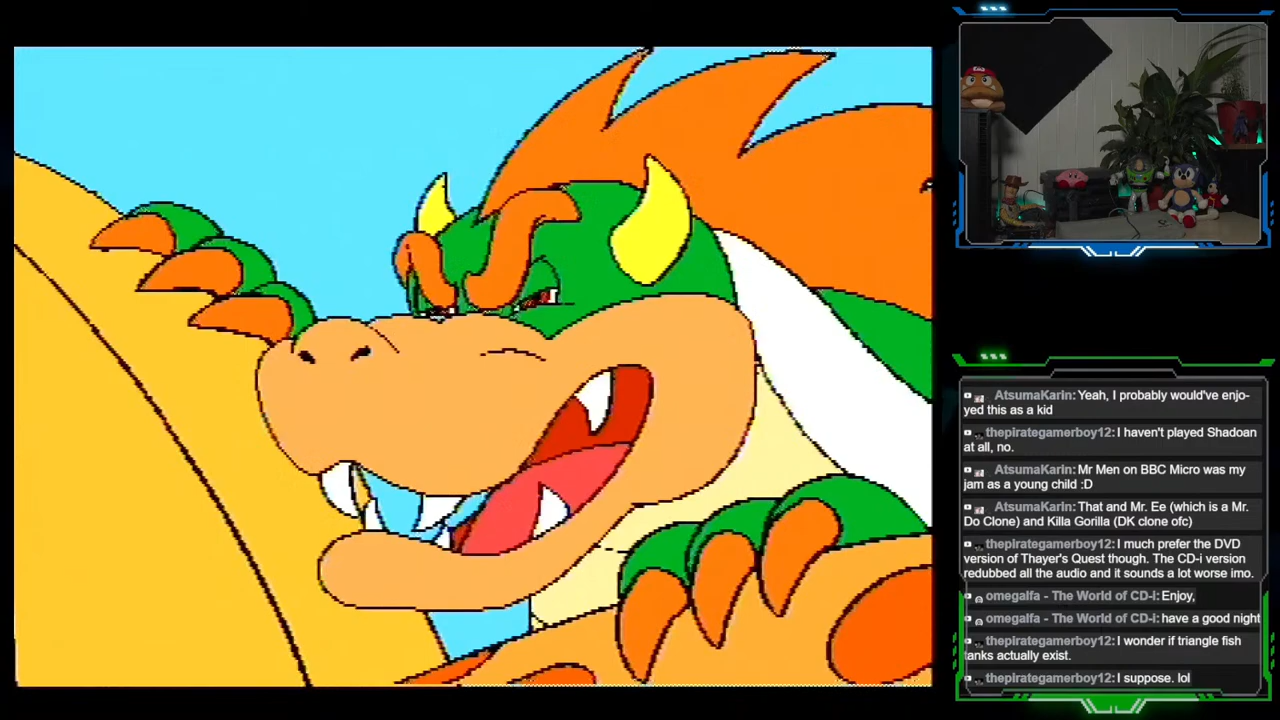 AtsumaKarin: Yeah, I probably would've enjo-
yed this as a kid
thepirategamerboy12: I haven't played Shadoan
at all, no.
AtsumaKarin: Mr Men on BBC Micro was my
jam as a young child :D
AtsumaKarin: That and Mr. Ee (which is a Mr.
Do Clone) and Killa Gorilla (DK clone ofc)
thepirategamerboy12: I much prefer the DVD
version of Thayer's Quest though. The CD-i version
redubbed all the audio and it sounds a lot worse imo.
omegalfa - The World of CD-i: Enjoy,
omegalfa - The World of CD-i: have a good night
thepirategamerboy12: I wonder if triangle fish
tanks actually exist.
thepirategamerboy12: I suppose. lol